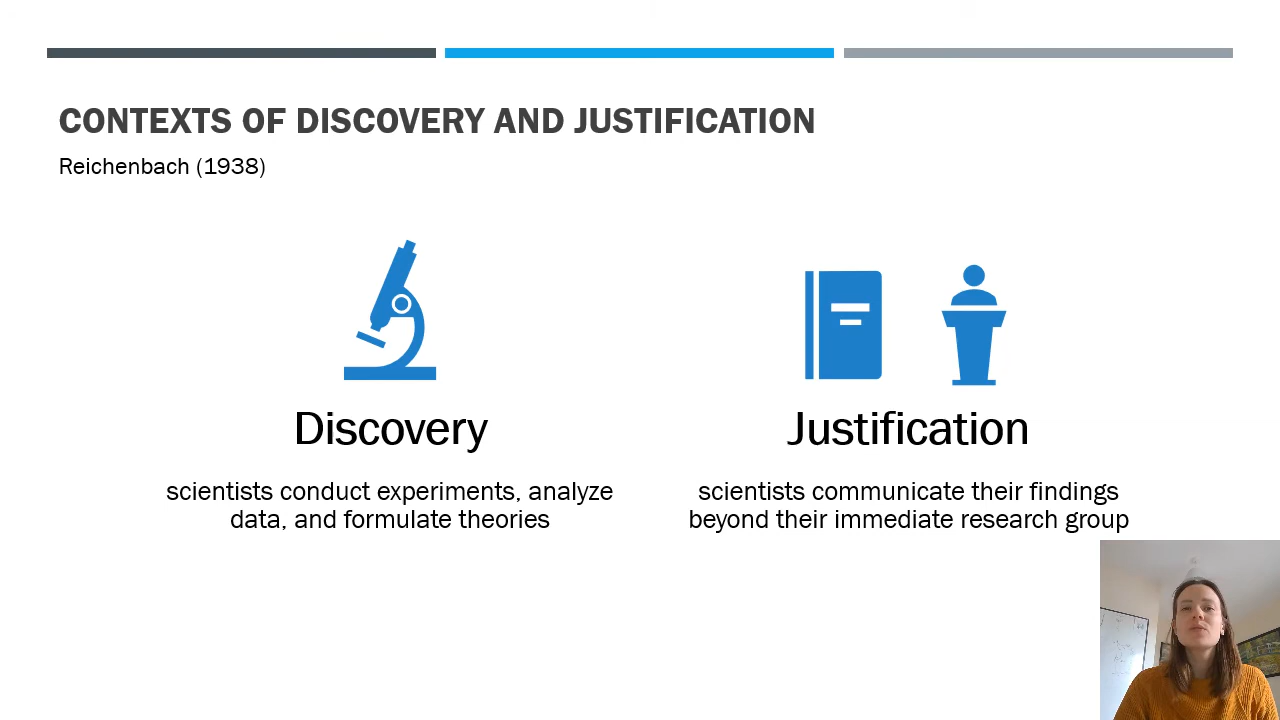 CONTEXTS OF DISCOVERY AND JUSTIFICATION
Reichenbach (1938)
Discovery
scientists conduct experiments, analyze
data, and formulate theories
Justification
scientists communicate their findings
beyond their immediate research group